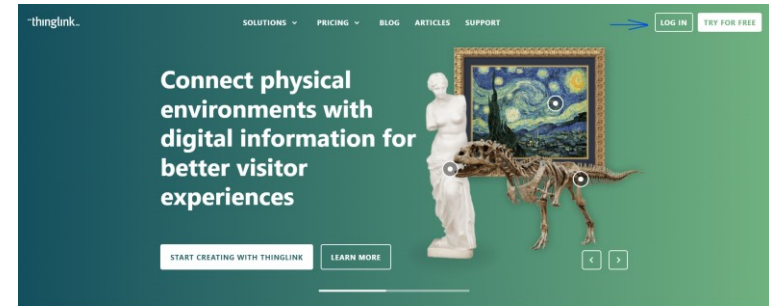 thinglink..
SOLUTIONS PRICING BLOG ARTICLES SUPPORT
LOG IN
TRY FOR FREE
Connect physical
environments with
digital information for
better visitor
experiences
START CREATING WITH THINGLINK
LEARN MORE